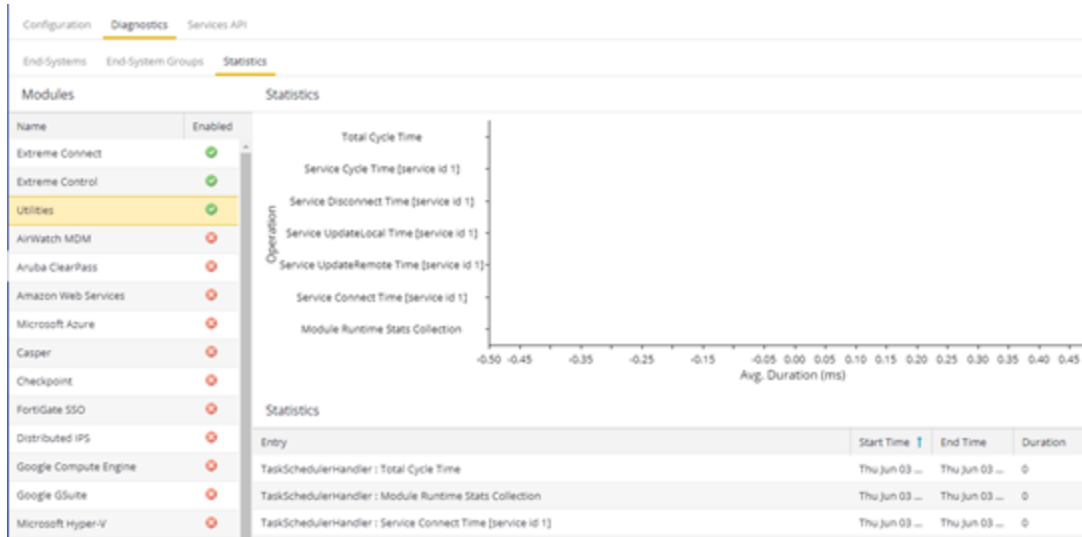 Configuration Diagnostics Services API
End-Systems End-System Groups Statistics
Modules
Name Enabled
Extreme Connect
Extreme Control
Utilities
AirWatch MDM
Aruba ClearPass
Amazon Web Services
Microsoft Azure
Casper
Checkpoint
FortiGate SSO
Distributed IPS
Google Compute Engine
Google GSuite
Microsoft Hyper-V
Statistics
Operation
Total Cycle Time
Service Cycle Time [service id 1]
Service Disconnect Time [service id 1]
Service UpdateLocal Time [service id 1]
Service UpdateRemote Time [service id 1]
Service Connect Time [service id 1]
Module Runtime Stats Collection
-0.50 -0.45 -0.35 -0.25 -0.15 -0.05 0.00 0.05 0.10 0.15 0.20 0.25 0.30 0.35 0.40 0.45
Avg. Duration (ms)
Statistics
Entry Start Time End Time Duration
TaskSchedulerHandler : Total Cycle Time Thu Jun 03 ... Thu Jun 03 ... 0
TaskSchedulerHandler : Module Runtime Stats Collection Thu Jun 03 ... Thu Jun 03 ... 0
TaskSchedulerHandler : Service Connect Time [service id 1] Thu Jun 03 ... Thu Jun 03 ... 0